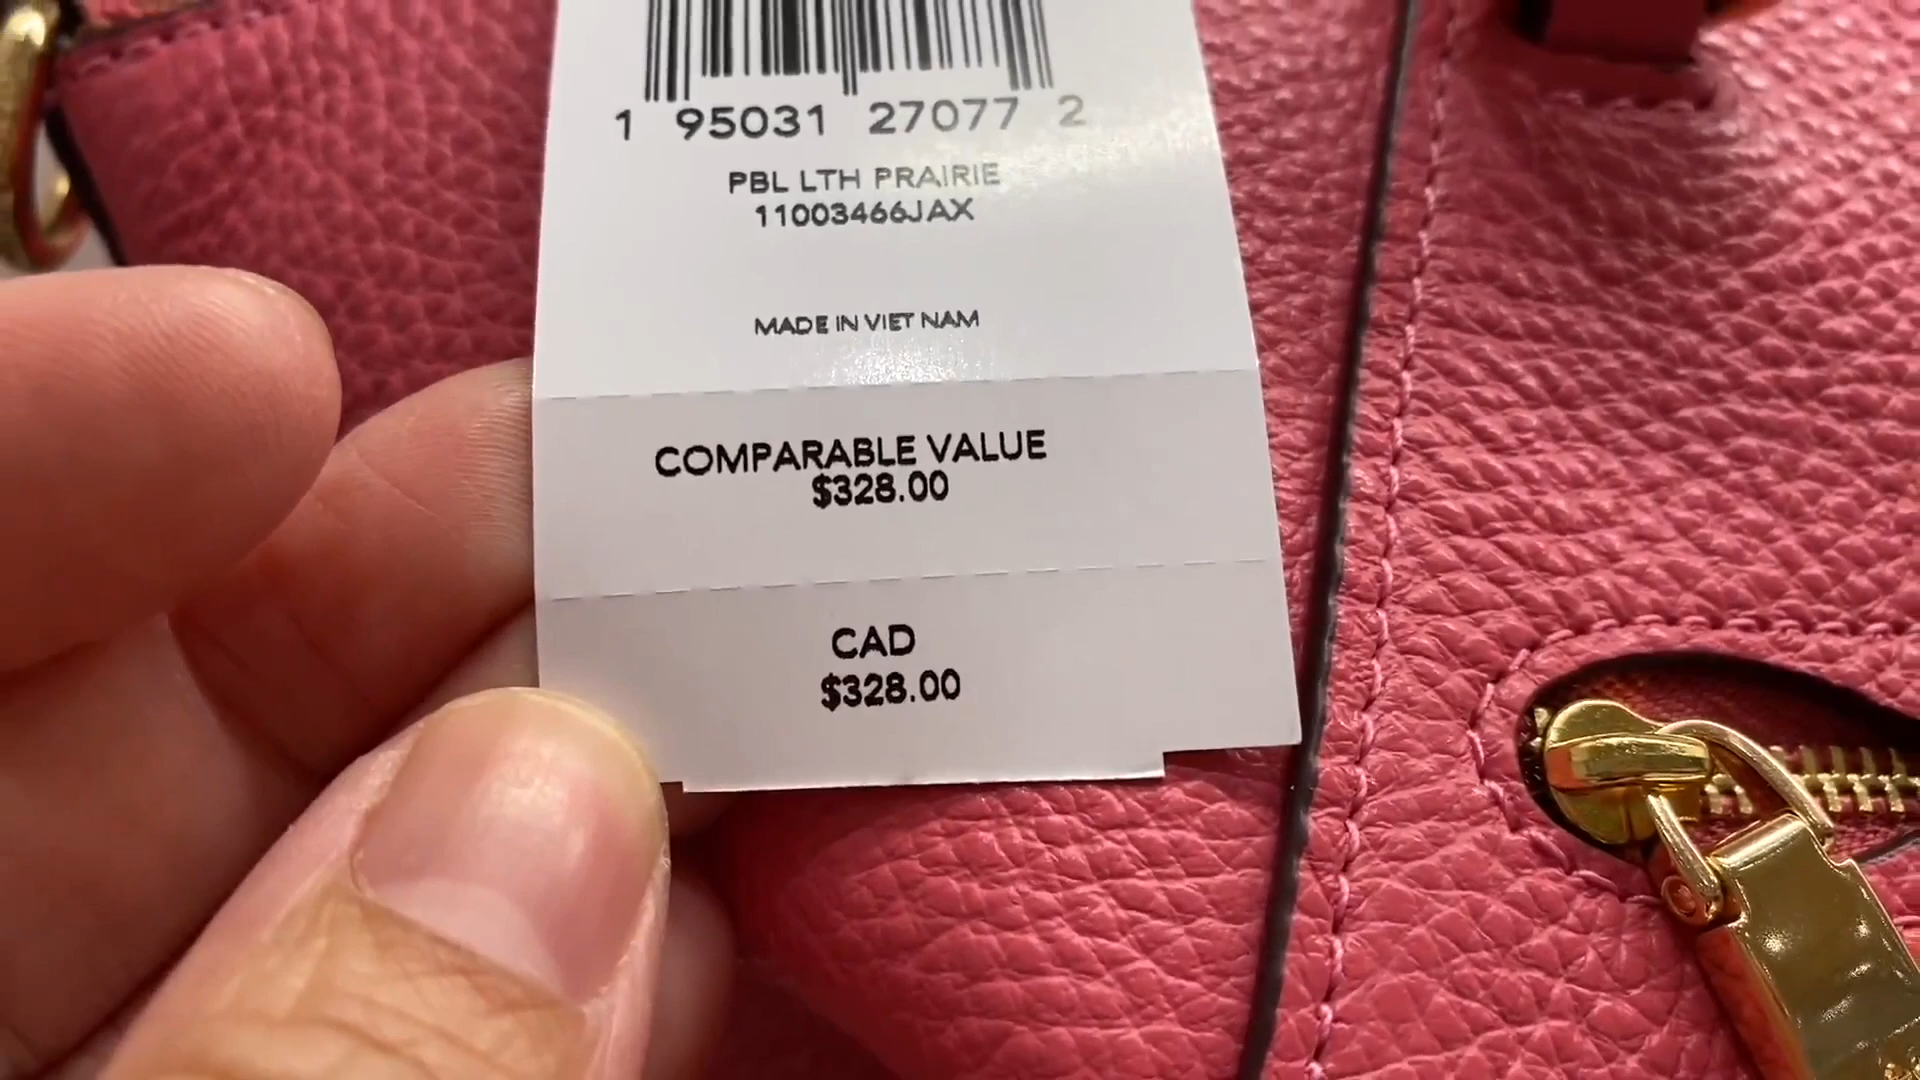 1 95031 27077 2
PBL LTH PRAIRIE
11003466JAX
MADE IN VIET NAM
COMPARABLE VALUE
$328.00
CAD
$328.00